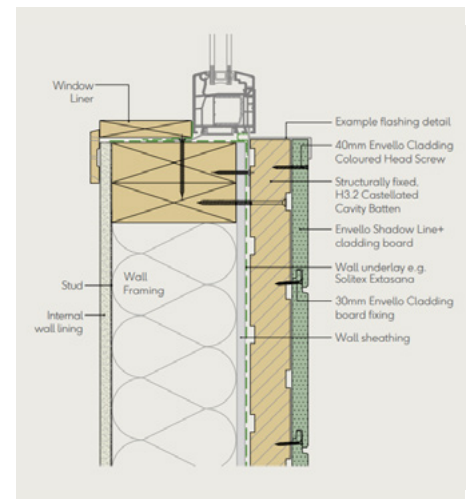 Window
Liner
Example flashing detail
40mm Envello Cladding
Coloured Head Screw
Structurally fixed,
H3.2 Castellated
Cavity Batten
Envello Shadow Line+
cladding board
Wall
Framing
Wall underlay e.g.
Solitex Extasana
Stud
30mm Envello Cladding
board fixing
Internal
wall lining
Wall sheathing